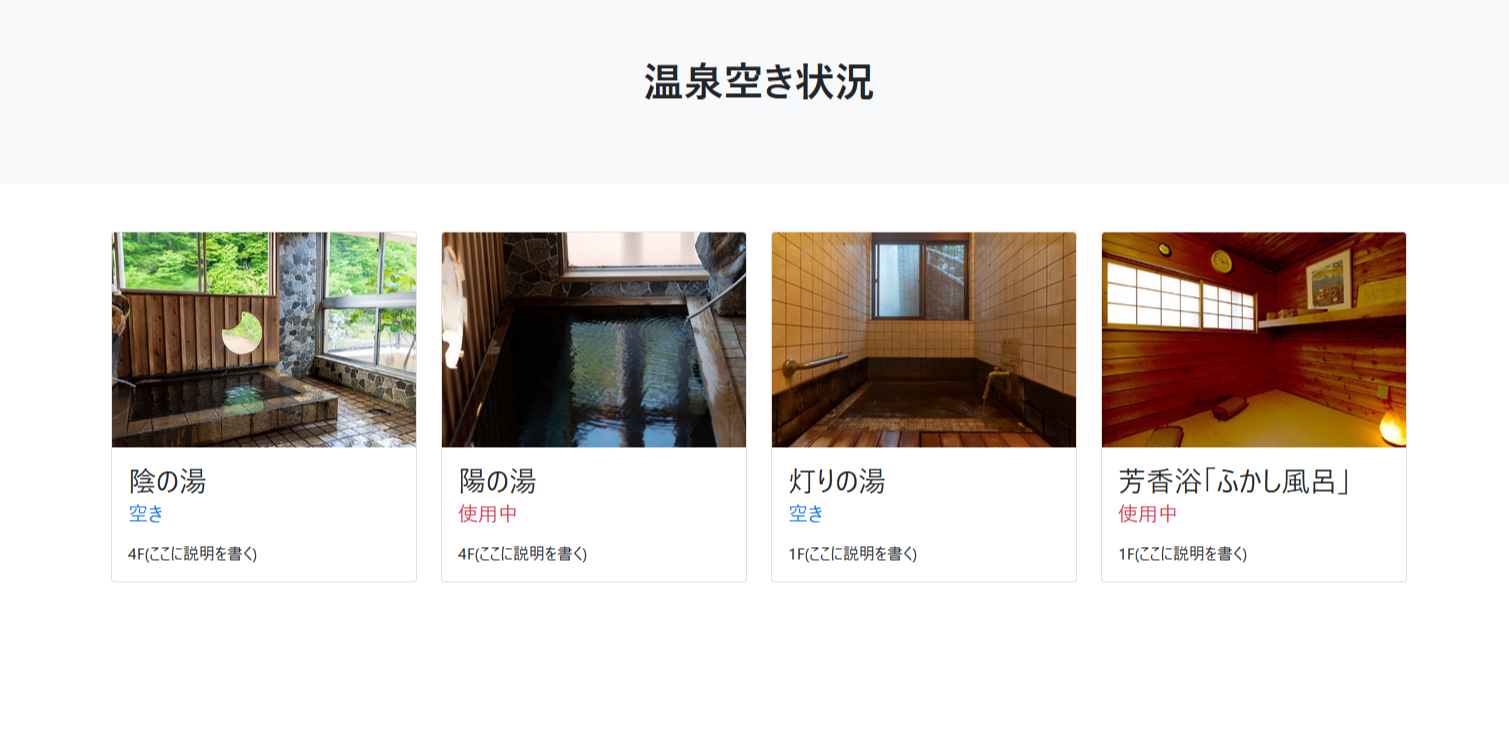 温泉空き状況
陰の湯
空き
4F(ここに説明を書く)
陽の湯
使用中
4F(ここに説明を書く)
灯りの湯
空き
1F(ここに説明を書く)
芳香浴「ふかし風呂」
使用中
1F(ここに説明を書く)